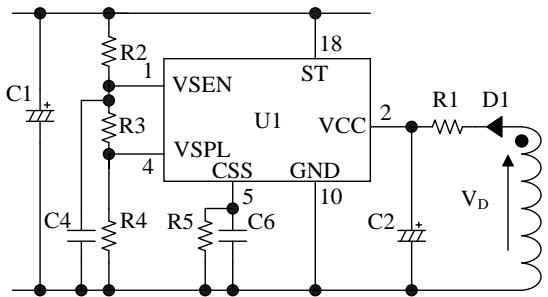 R2
18
1
ST
VSEN
C1
U1
2
R1
D1
R3
VCC
VSPL
4
CSS
GND
5
10
VD
C4
R4
R5
C6
C2